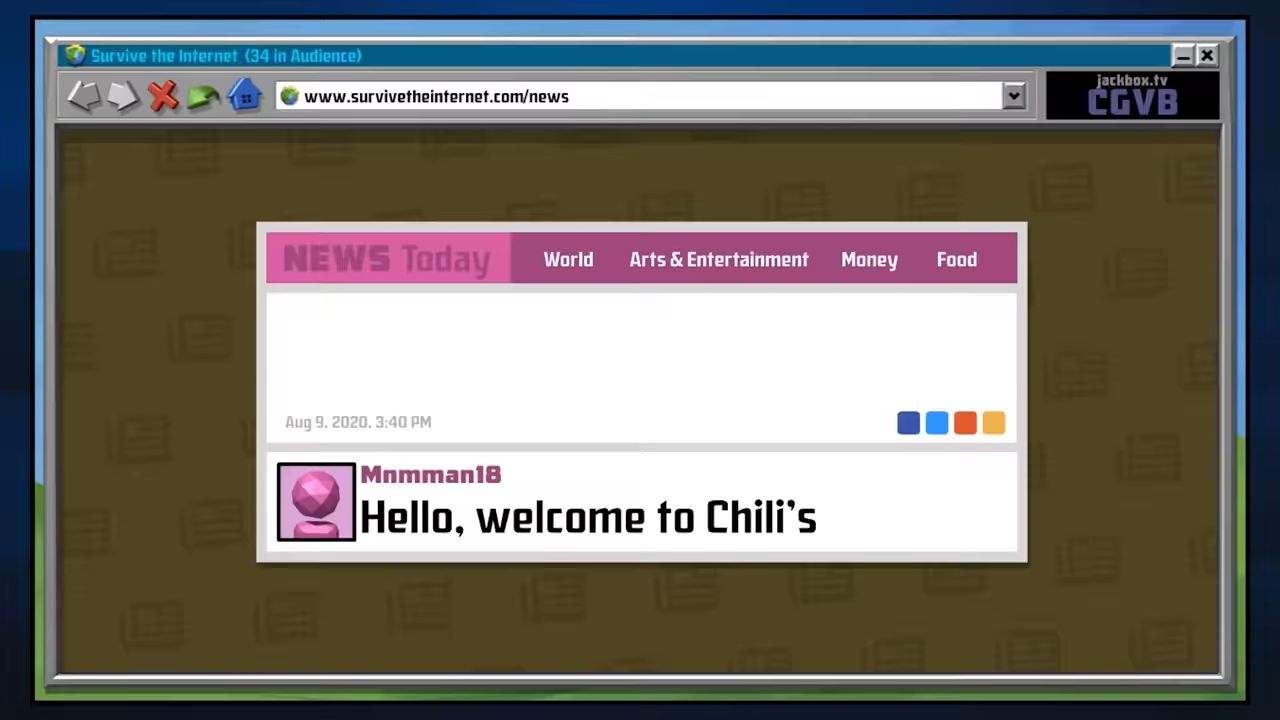 Survive the Internet (34 in Audience)
www.survivetheinternet.com/news
jackbox.tv
CGVB
NEWS Today World Arts & Entertainment Money Food
Aug 9, 2020, 3:40 PM
Mnmman18
Hello, welcome to Chili's